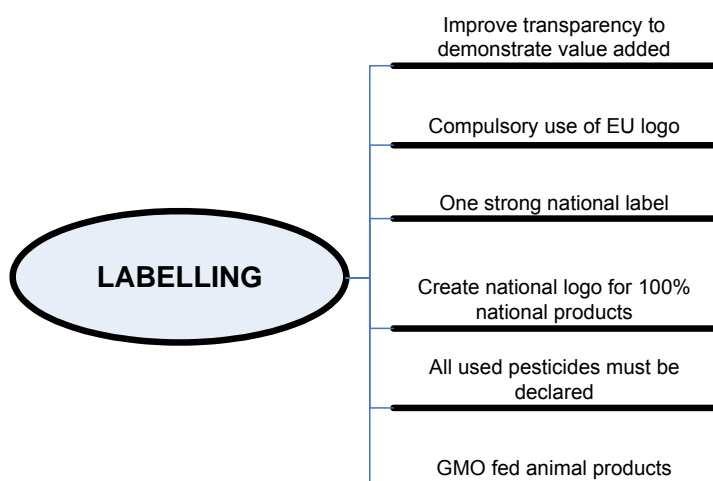 Improve transparency to
demonstrate value added
Compulsory use of EU logo
One strong national label
LABELLING
Create national logo for 100%
national products
All used pesticides must be
declared
GMO fed animal products